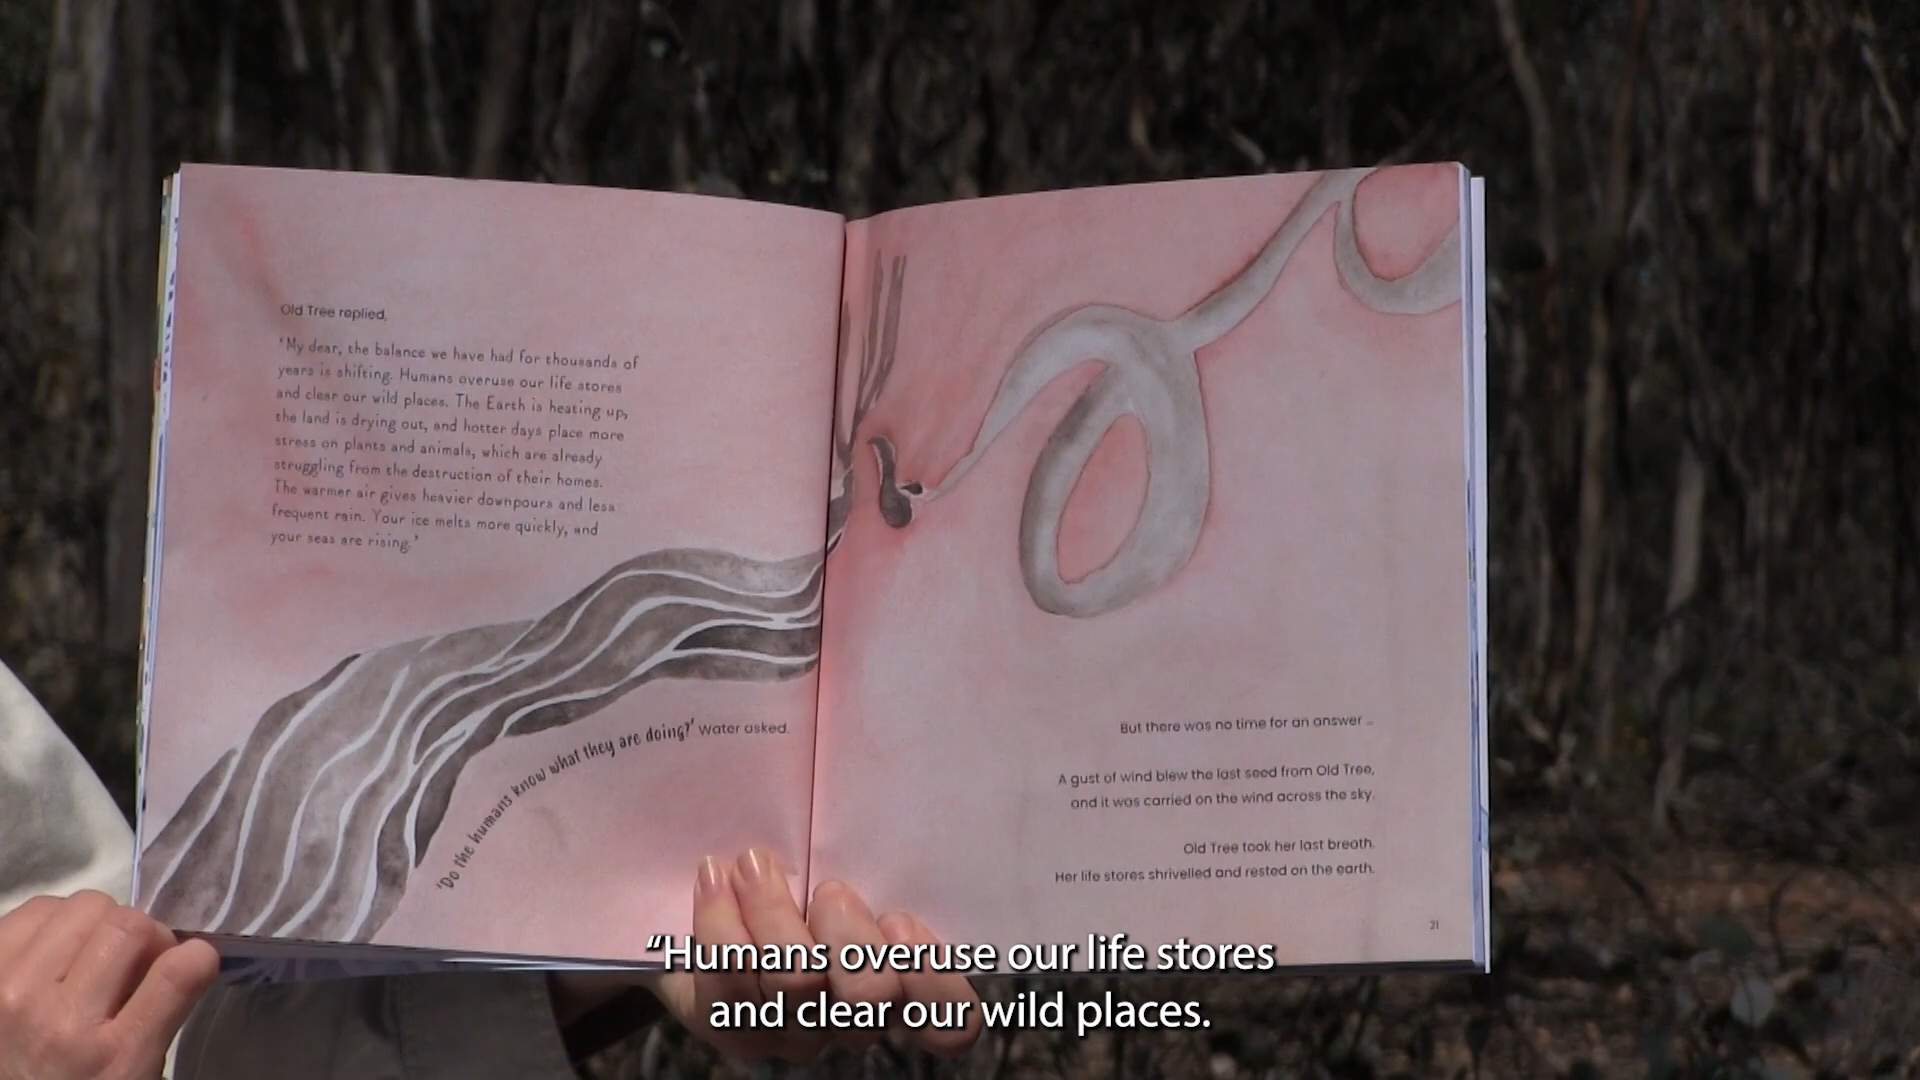 Old Tree replied,
‘My dear, the balance we have had for thousands of
years is shifting. Humans overuse our life stores
and clear our wild places. The Earth is heating up,
the land is drying out, and hotter days place more
stress on plants and animals, which are already
struggling from the destruction of their homes.
The warmer air gives heavier downpours and less
frequent rain. Your ice melts more quickly, and
your seas are rising.’
‘Do the humans know what they are doing?’ Water asked.
But there was no time for an answer ...
A gust of wind blew the last seed from Old Tree,
and it was carried on the wind across the sky.
Old Tree took her last breath.
Her life stores shrivelled and rested on the earth.
21
“Humans overuse our life stores
and clear our wild places.